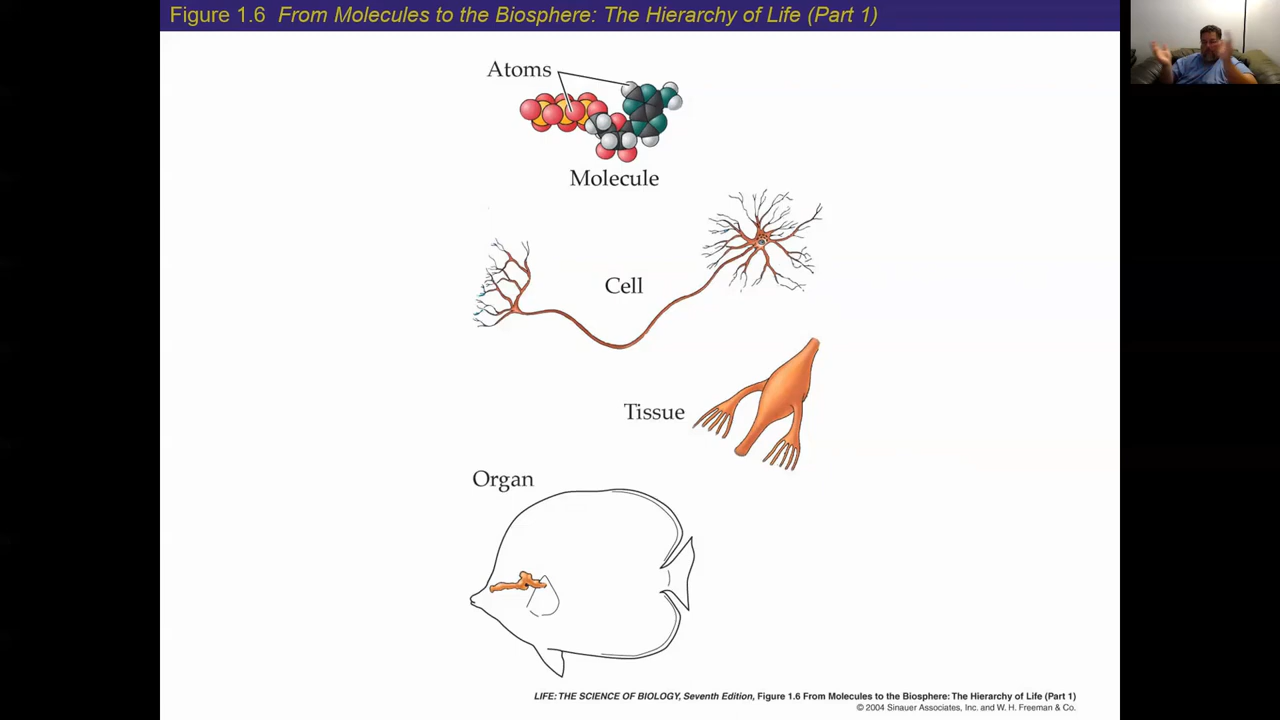 Figure 1.6 From Molecules to the Biosphere: The Hierarchy of Life (Part 1)
Atoms
Molecule
Cell
Tissue
Organ
LIFE: THE SCIENCE OF BIOLOGY, Seventh Edition, Figure 1.6 From Molecules to the Biosphere: The Hierarchy of Life (Part 1)
© 2004 Sinauer Associates, Inc. and W. H. Freeman & Co.